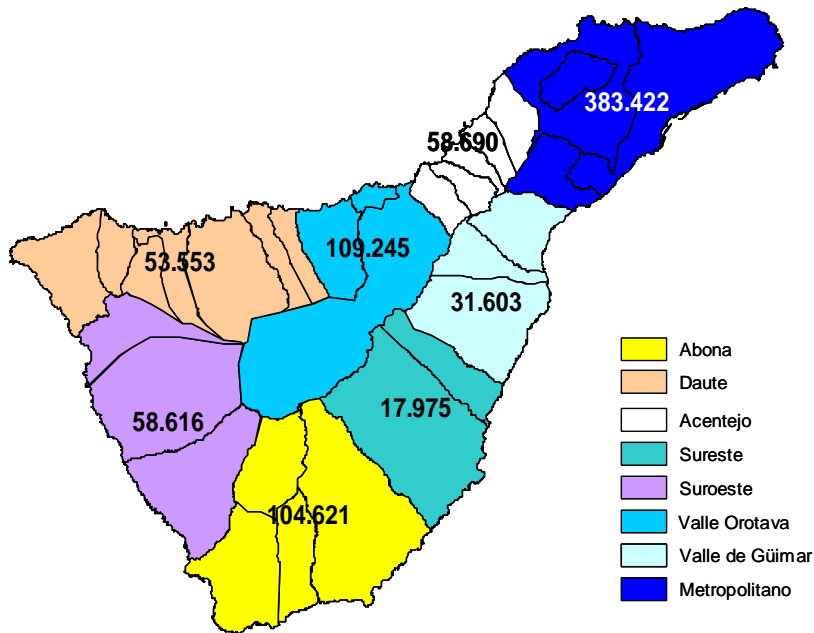 383.422
58.690
109.245
53.553
31.603
17.975
58.616
104.621
Abona
Daute
Acentejo
Sureste
Suroeste
Valle Orotava
Valle de Güimar
Metropolitano